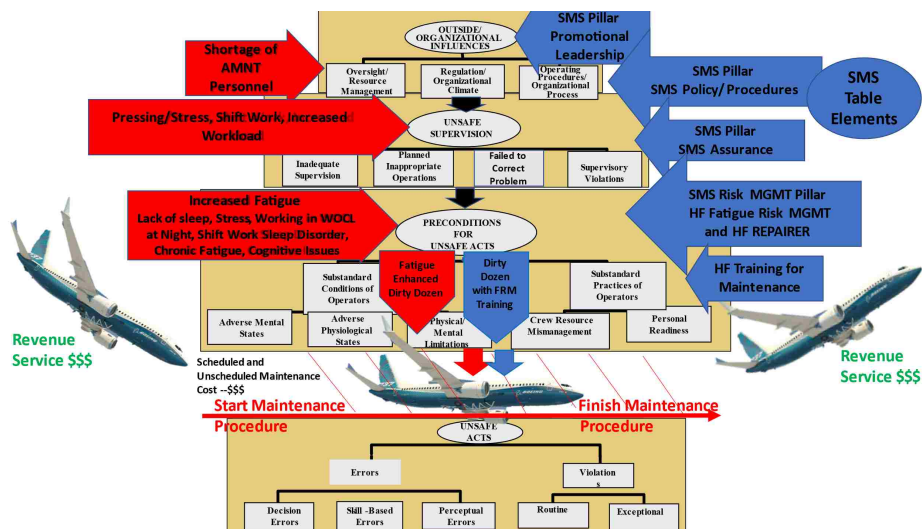 OUTSIDE/
ORGANIZATIONAL
INFLUENCES
Oversight/
Resource
Management
Regulation/
Organizational
Climate
Operating
Procedures/
Organizational
Process
Shortage of
AMNT
Personnel
SMS Pillar
Promotional
Leadership
SMS Pillar
SMS Policy/ Procedures
SMS
Table
Elements
Pressing/Stress, Shift Work, Increased
Workload
UNSAFE
SUPERVISION
SMS Pillar
SMS Assurance
Inadequate
Supervision
Planned
Inappropriate
Operations
Failed to
Correct
Problem
Supervisory
Violations
Increased Fatigue
Lack of sleep, Stress, Working in WOCL
at Night, Shift Work Sleep Disorder,
Chronic Fatigue, Cognitive Issues
PRECONDITIONS
FOR
UNSAFE ACTS
SMS Risk MGMT Pillar
HF Fatigue Risk MGMT
and HF REPAIRER
Substandard
Conditions of
Operators
Fatigue
Enhanced
Dirty Dozen
Dirty
Dozen
with FRM
Training
Substandard
Practices of
Operators
HF Training for
Maintenance
Adverse Mental
States
Adverse
Physiological
States
Physical/
Mental
Limitations
Crew Resource
Mismanagement
Personal
Readiness
Revenue
Service $$$
Revenue
Service $$$
Scheduled and
Unscheduled Maintenance
Cost --$$$
BOEING
Start Maintenance
Procedure
Finish Maintenance
Procedure
UNSAFE
ACTS
Errors
Violation
s
Decision
Errors
Skill -Based
Errors
Perceptual
Errors
Routine
Exceptional